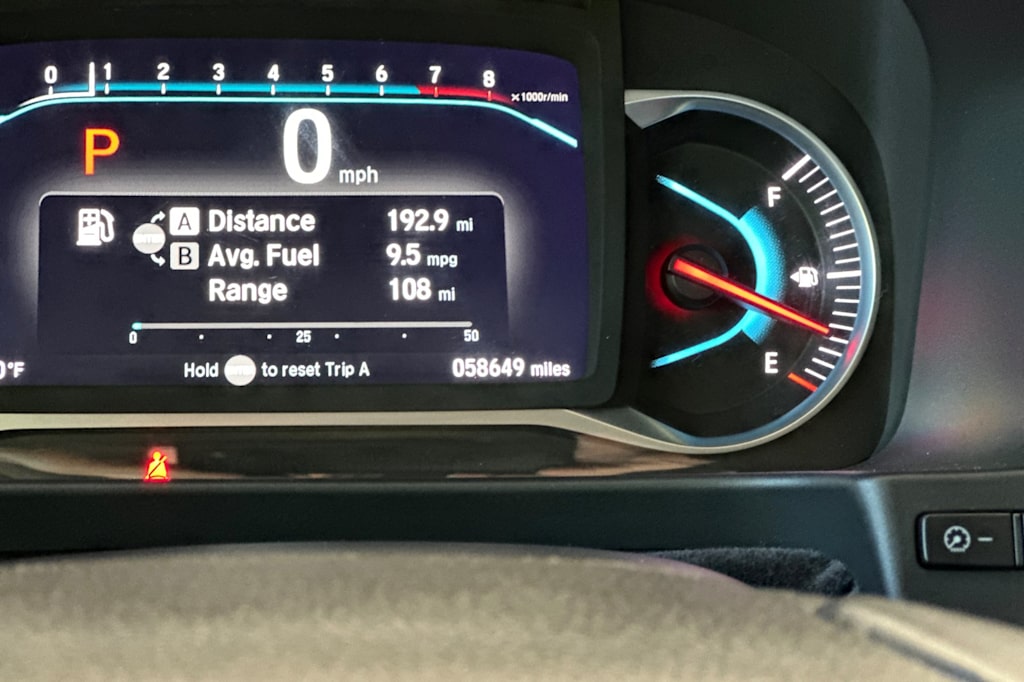 0 1 2 3 4 5 6 7 8 ×1000r/min
P 0 mph
A Distance 192.9 mi
B Avg. Fuel 9.5 mpg
Range 108 mi
0 25 50
°F Hold ENTER to reset Trip A 058649 miles
F
E